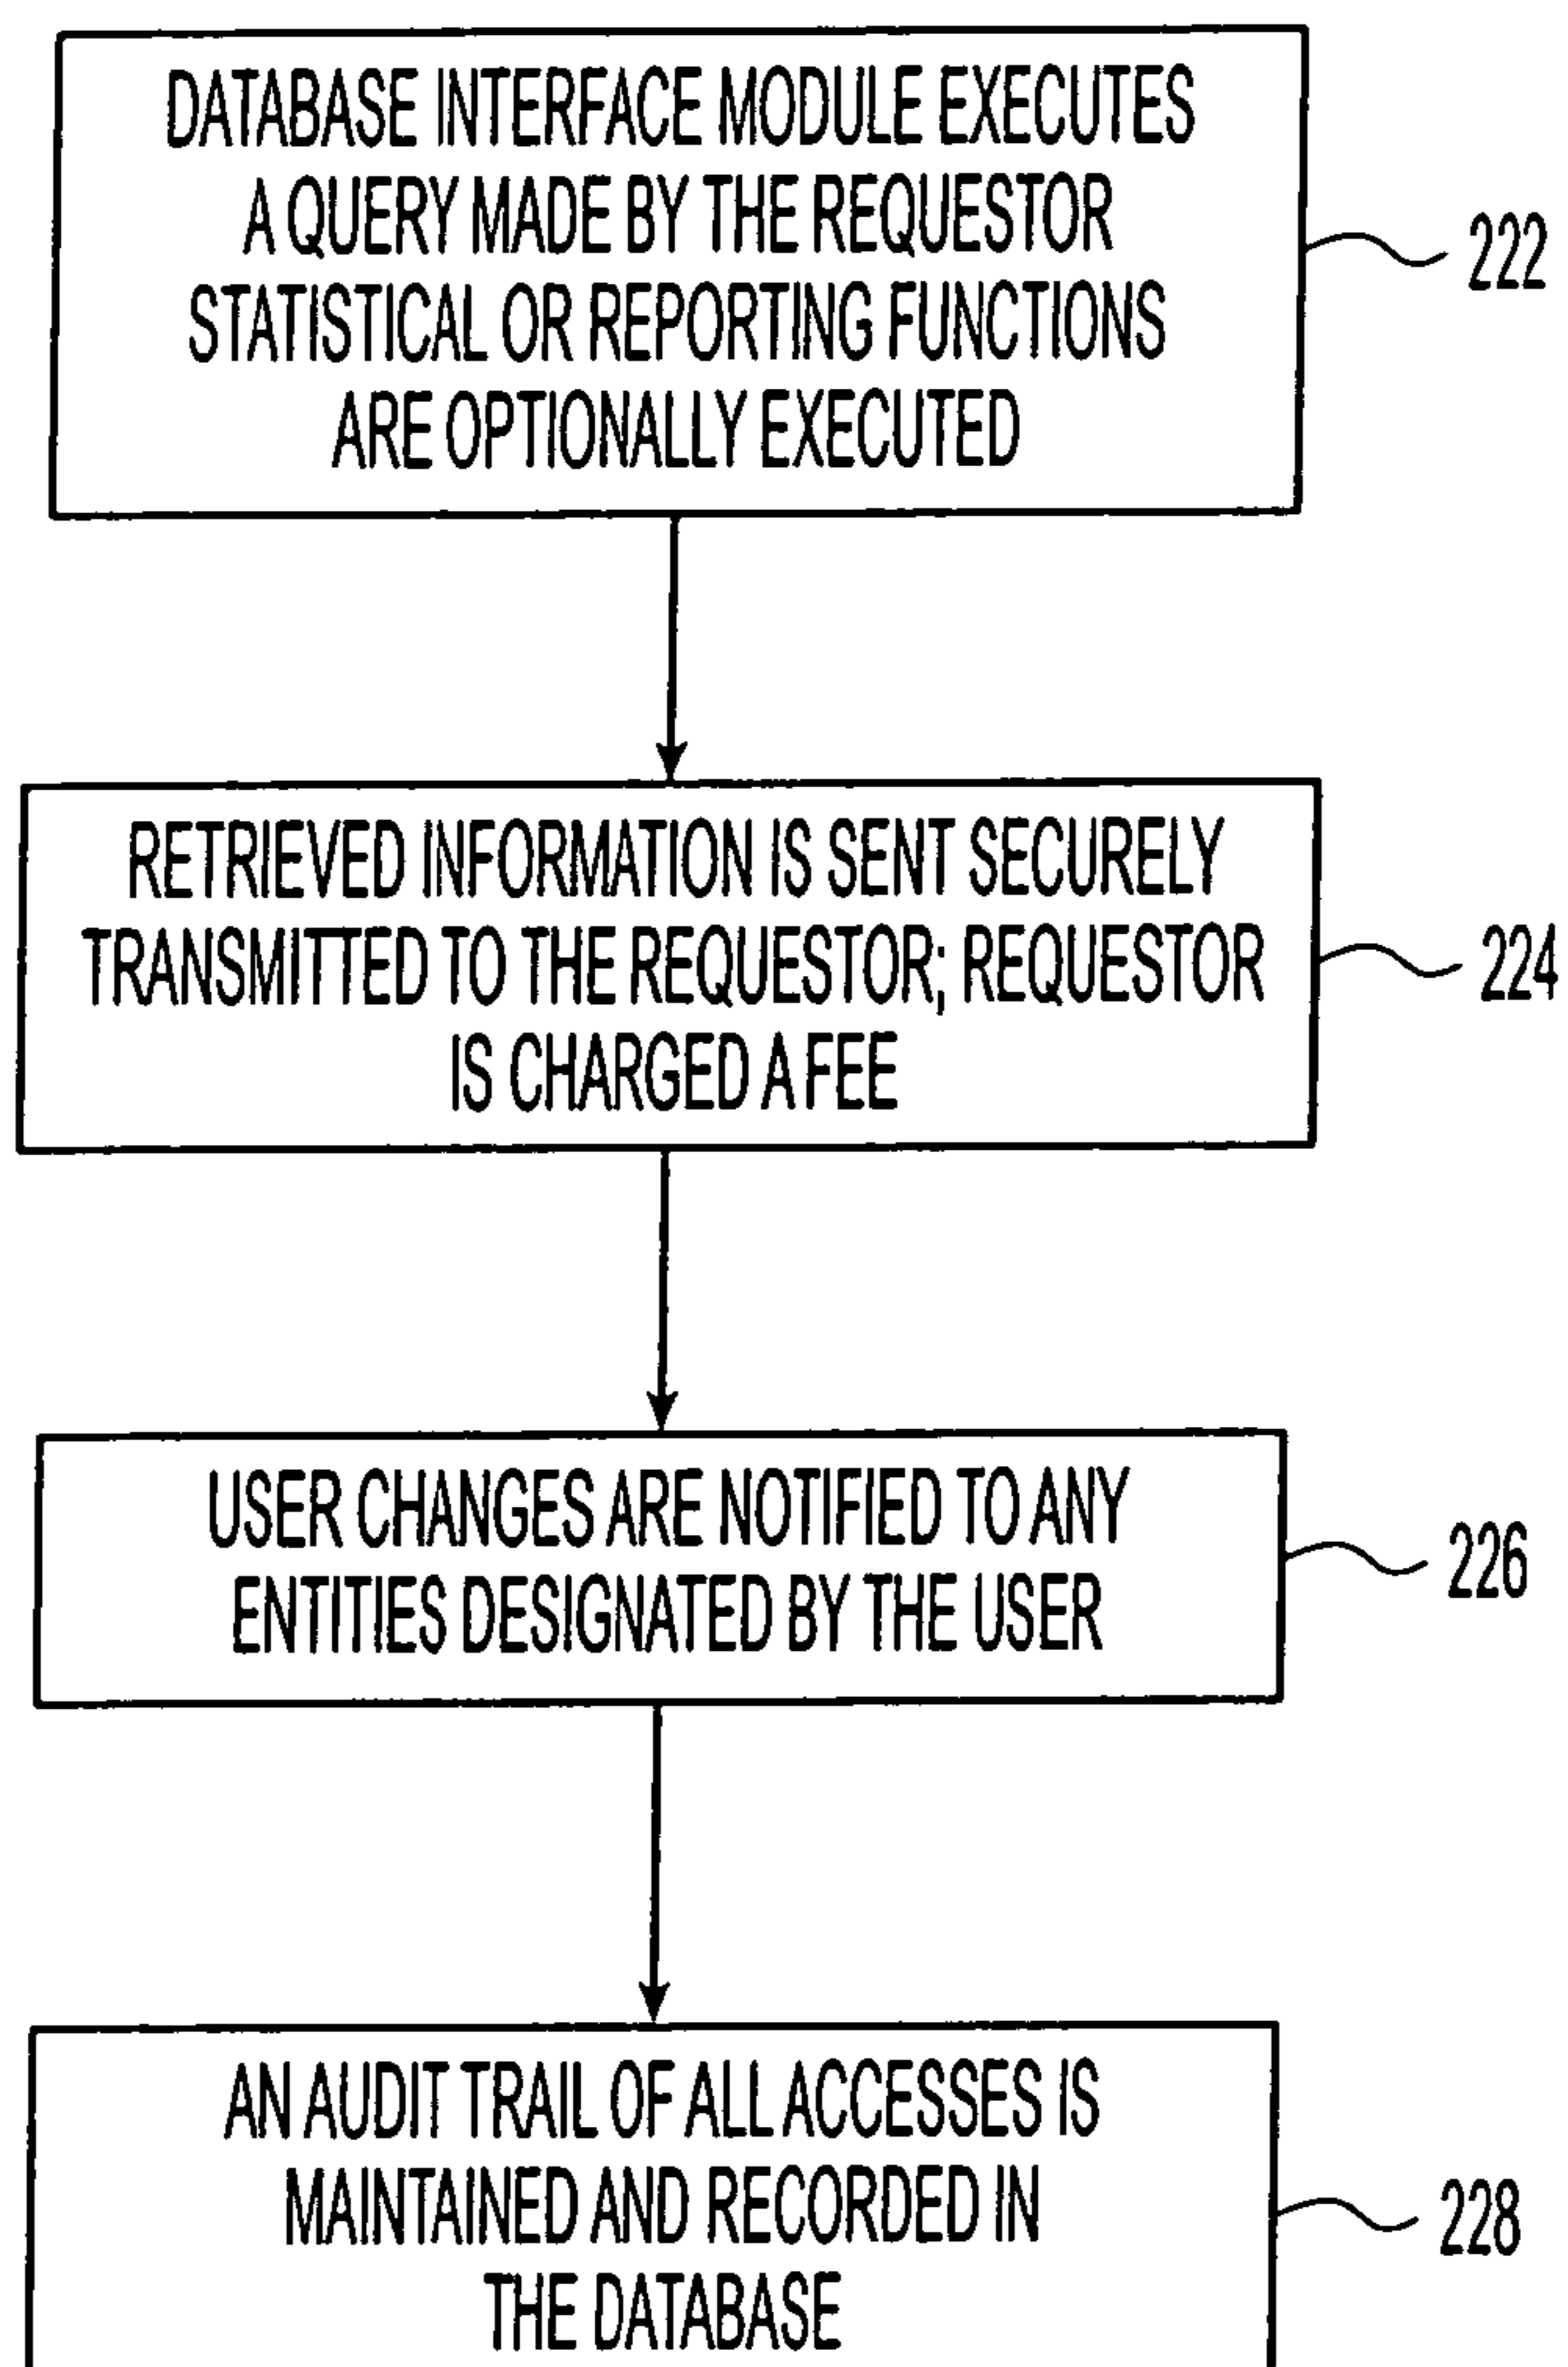 DATABASE INTERFACE MODULE EXECUTES
A QUERY MADE BY THE REQUESTOR
STATISTICAL OR REPORTING FUNCTIONS
ARE OPTIONALLY EXECUTED
222
RETRIEVED INFORMATION IS SENT SECURELY
TRANSMITTED TO THE REQUESTOR; REQUESTOR
IS CHARGED A FEE
224
USER CHANGES ARE NOTIFIED TO ANY
ENTITIES DESIGNATED BY THE USER
226
AN AUDIT TRAIL OF ALL ACCESSES IS
MAINTAINED AND RECORDED IN
THE DATABASE
228